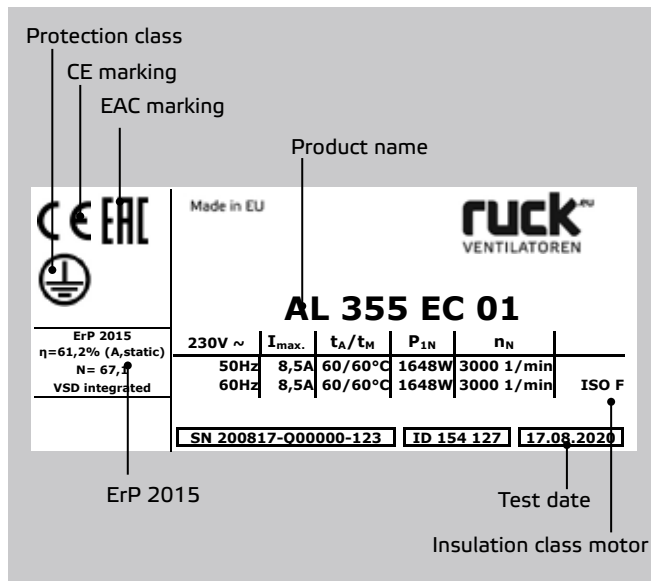 Protection class
CE marking
EAC marking
Product name
CE EAC
Made in EU
ruck.eu
VENTILATOREN
AL 355 EC 01
ErP 2015
η=61,2% (A,static)
N= 67,1
VSD integrated
230V ~ Imax. tA/tM P1N nN
50Hz 8,5A 60/60°C 1648W 3000 1/min
60Hz 8,5A 60/60°C 1648W 3000 1/min ISO F
SN 200817-Q00000-123 ID 154 127 17.08.2020
ErP 2015
Test date
Insulation class motor